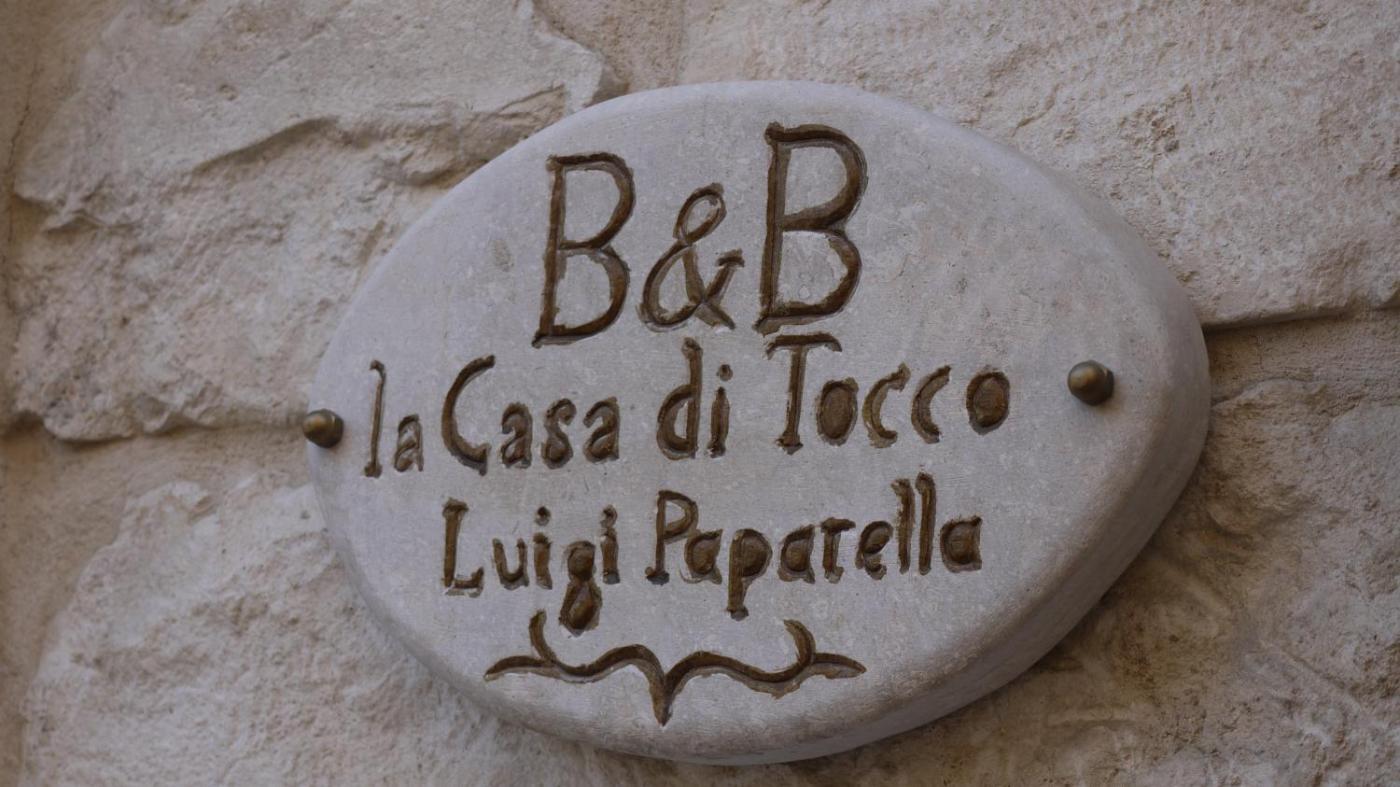 B&B
la Casa di Tocco
Luigi Paparella